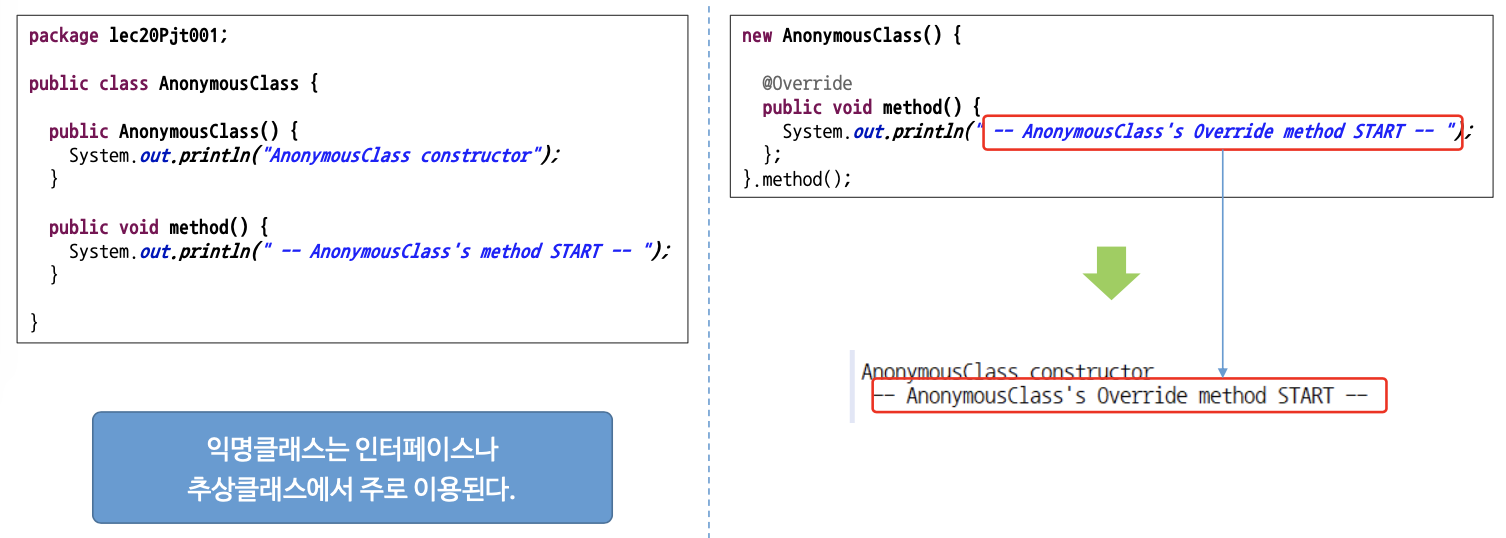 package lec20Pjt001;
public class AnonymousClass {
public AnonymousClass() {
System.out.println("AnonymousClass constructor");
}
public void method() {
System.out.println(" -- AnonymousClass's method START -- ");
}
}
익명클래스는 인터페이스나
추상클래스에서 주로 이용된다.
new AnonymousClass() {
@Override
public void method() {
System.out.println(" -- AnonymousClass's Override method START -- ");
};
}.method();
AnonymousClass constructor
-- AnonymousClass's Override method START --